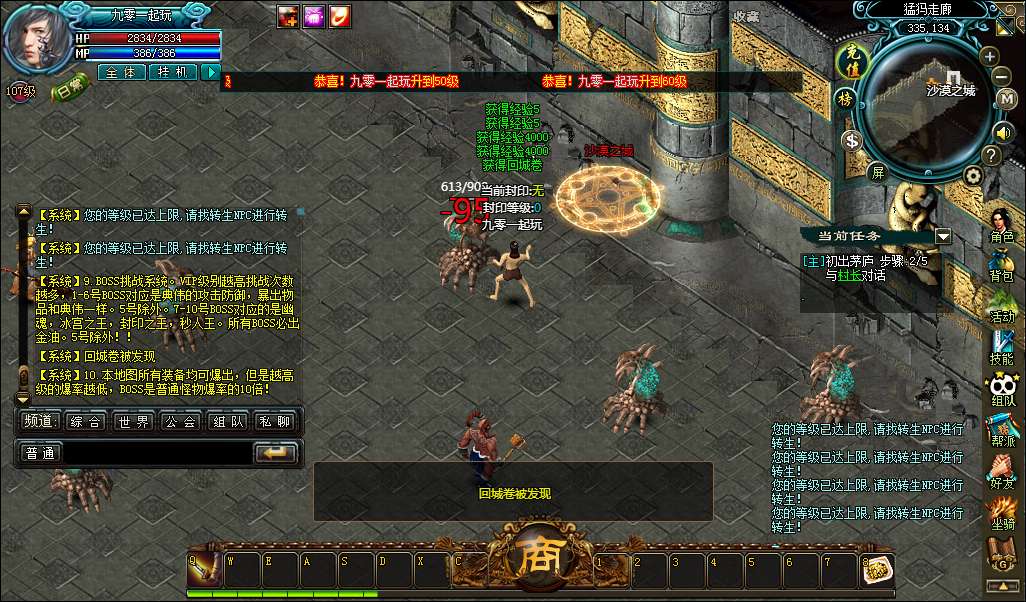 九零一起玩
HP
2834/2834
MP
386/386
全体
挂机
107级
日常
收藏
恭喜！九零一起玩升到50级
恭喜！九零一起玩升到60级
猛犸走廊
335,134
充值
榜
$
屏
M
?
沙漠之城
获得经验5
获得经验5
获得经验4000
获得经验4000
获得回城卷
沙漠之城
当前封印:无
封印等级:0
九零一起玩
-95
【系统】您的等级已达上限,请找转生NPC进行转
生!
【系统】您的等级已达上限,请找转生NPC进行转
生!
【系统】9.BOSS挑战系统。VIP级别越高挑战次数
越多，1-6号BOSS对应是典伟的攻击防御，暴出物
品和典伟一样。5号除外。7-10号BOSS对应的是幽
魂，冰宫之王，封印之王，秒人王。所有BOSS必出
金油。5号除外！！
【系统】回城卷被发现
【系统】10.本地图所有装备均可爆出，但是越高
级的爆率越低，BOSS是普通怪物爆率的10倍!
频道:
综合
世界
公会
组队
私聊
普通
当前任务
[主]初出茅庐 步骤 2/5
与村长对话
角色
背包
活动
技能
组队
帮派
好友
坐骑
您的等级已达上限,请找转生NPC进行
转生!
您的等级已达上限,请找转生NPC进行
转生!
您的等级已达上限,请找转生NPC进行
转生!
您的等级已达上限,请找转生NPC进行
转生!
回城卷被发现
Q W E A S D X C
商
1 2 3 4 5 6 7 8